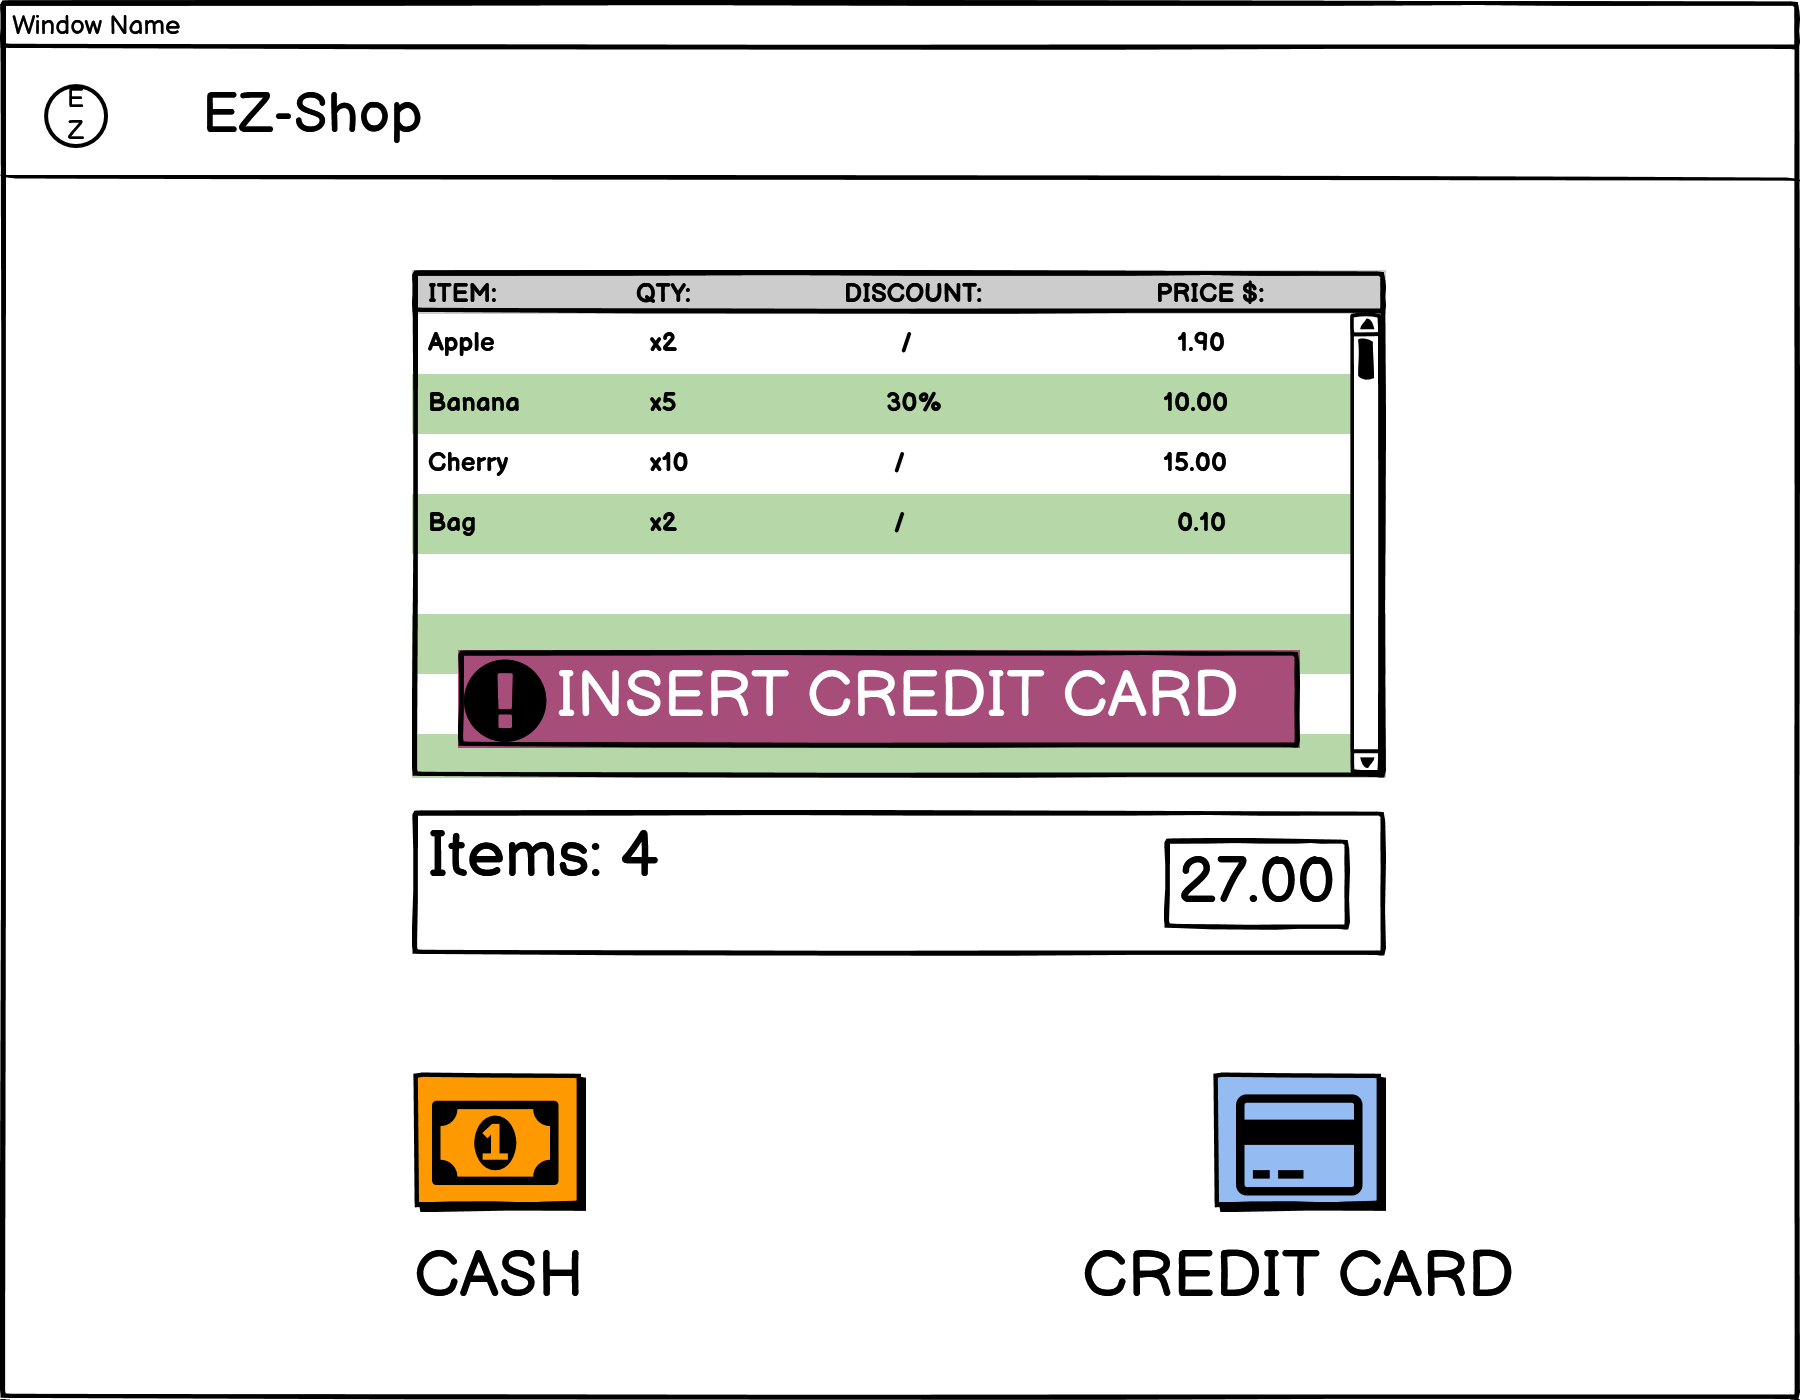 Window Name
E
Z
EZ-Shop
ITEM: QTY: DISCOUNT: PRICE $:
Apple x2 / 1.90
Banana x5 30% 10.00
Cherry x10 / 15.00
Bag x2 / 0.10
! INSERT CREDIT CARD
Items: 4
27.00
1
CASH CREDIT CARD